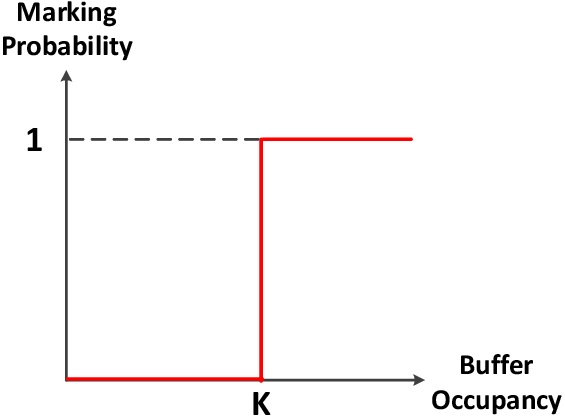 Marking
Probability
1
K
Buffer
Occupancy